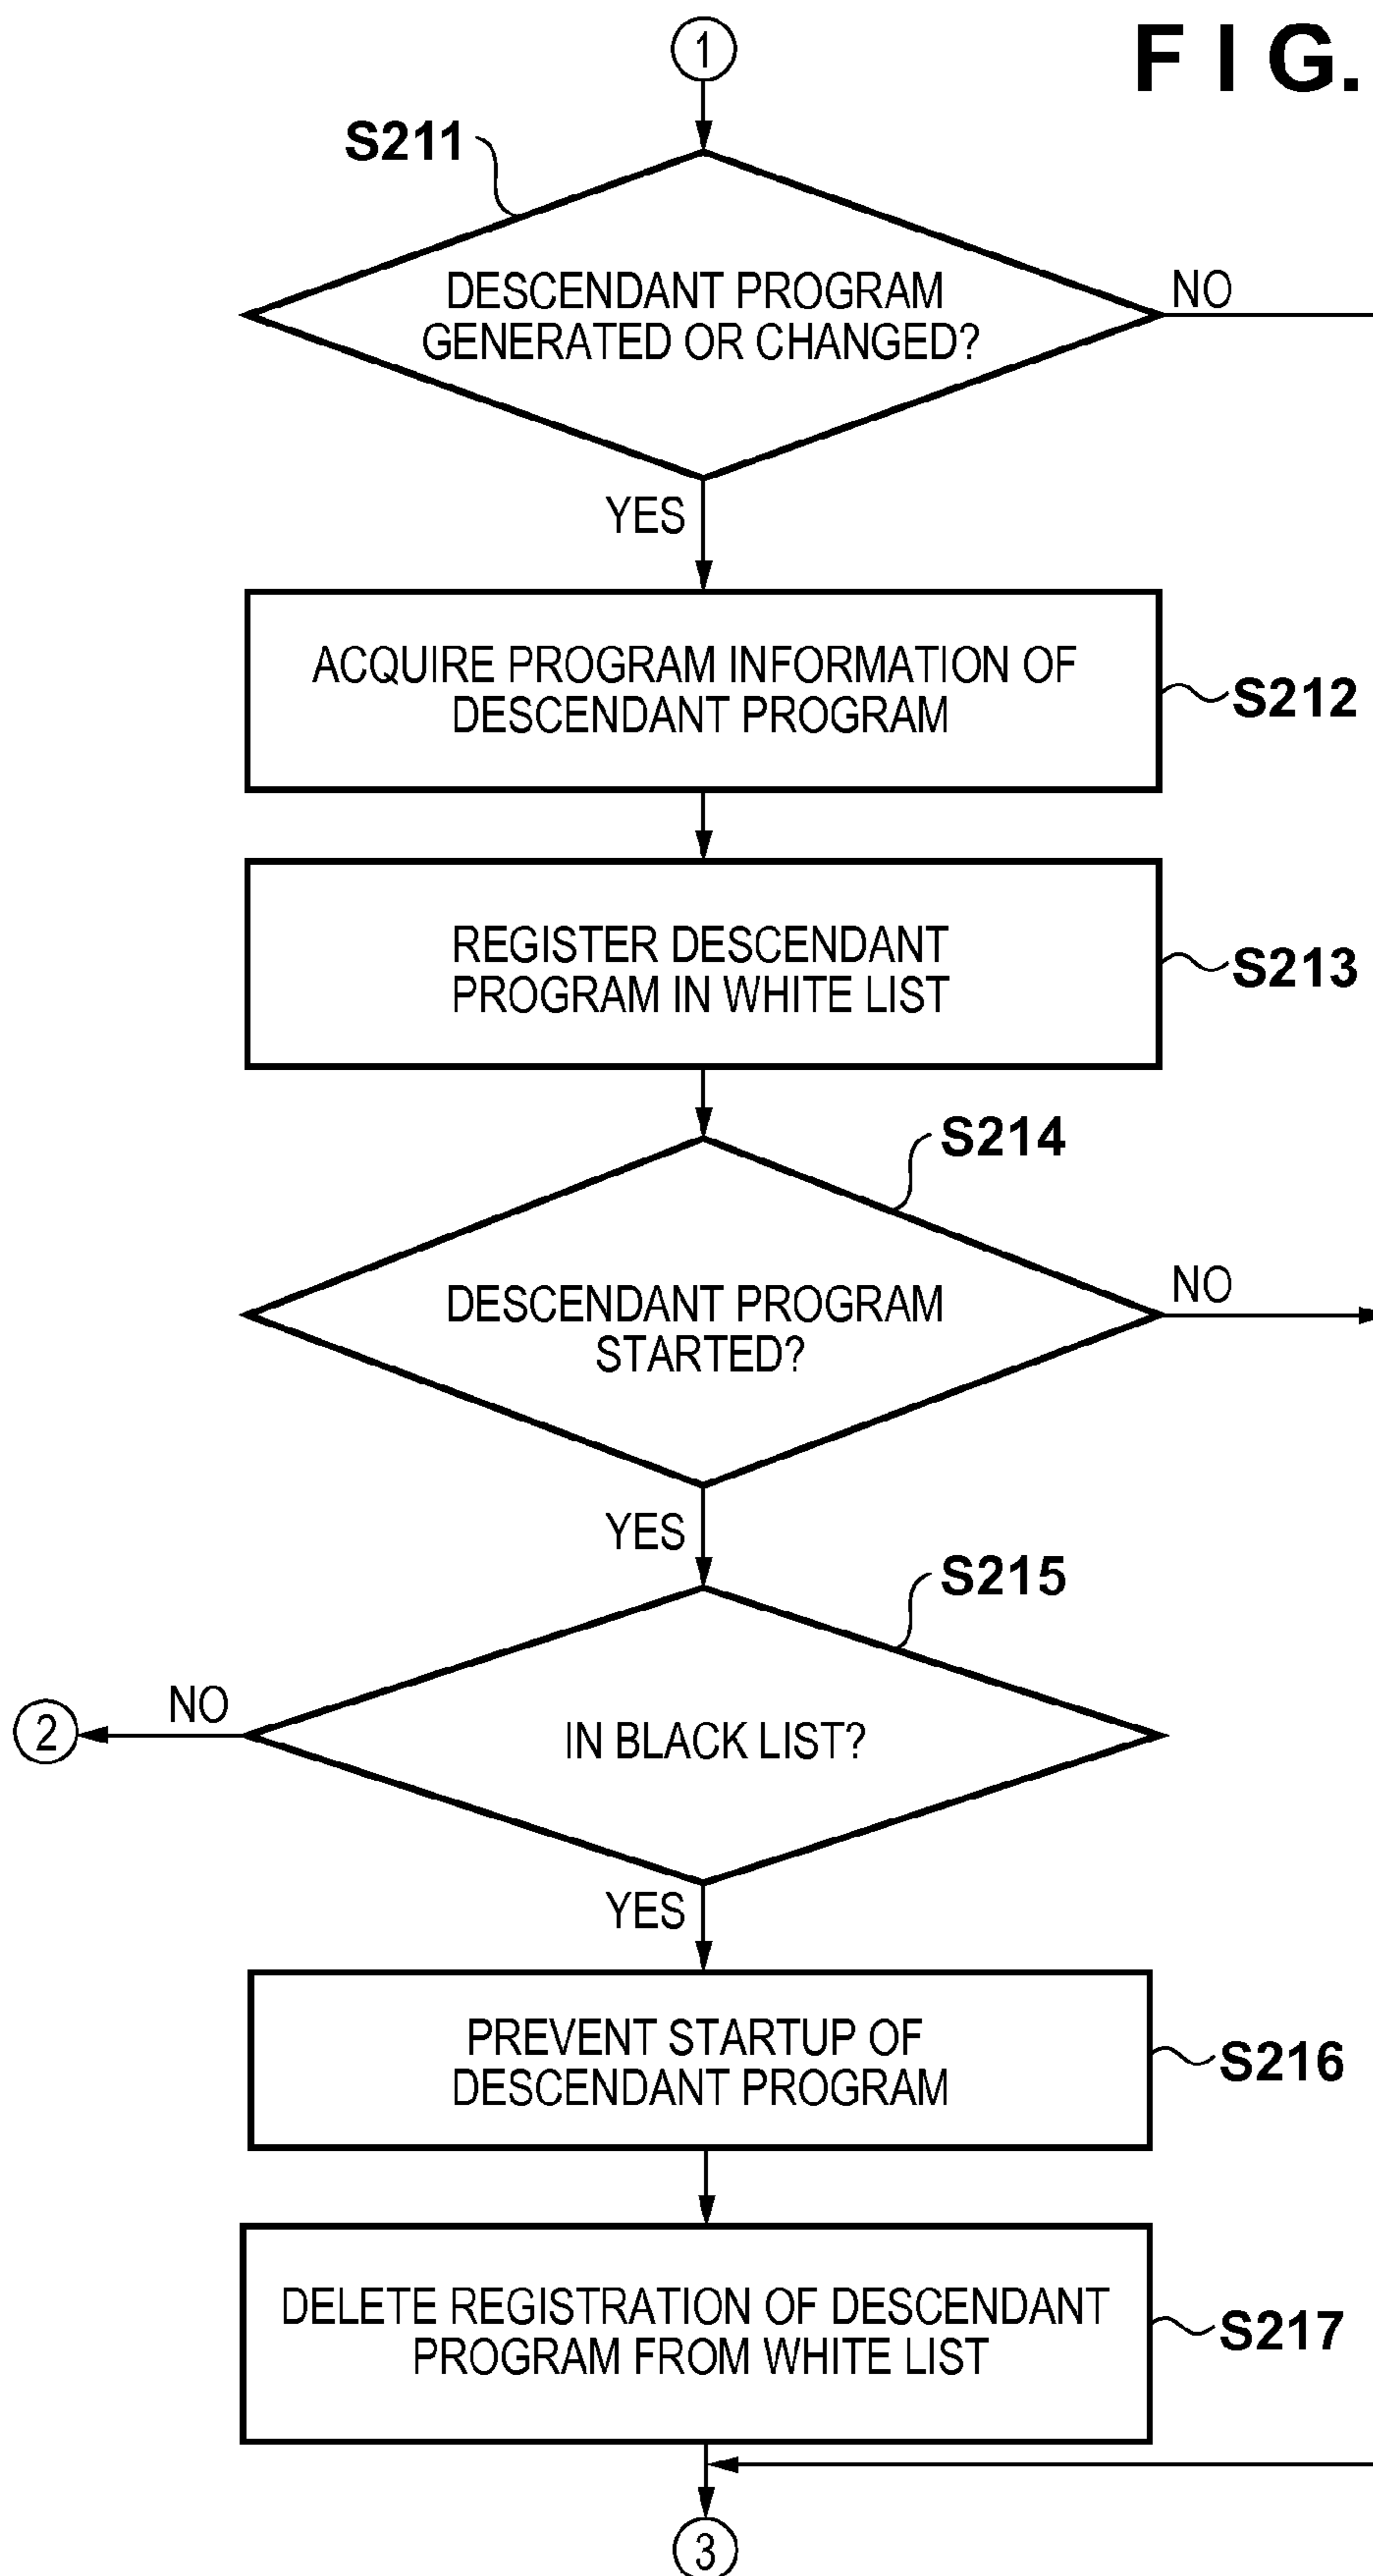 1
F I G.
S211
DESCENDANT PROGRAM
GENERATED OR CHANGED?
NO
YES
ACQUIRE PROGRAM INFORMATION OF
DESCENDANT PROGRAM
S212
REGISTER DESCENDANT
PROGRAM IN WHITE LIST
S213
S214
DESCENDANT PROGRAM
STARTED?
NO
YES
S215
IN BLACK LIST?
NO
2
YES
PREVENT STARTUP OF
DESCENDANT PROGRAM
S216
DELETE REGISTRATION OF DESCENDANT
PROGRAM FROM WHITE LIST
S217
3